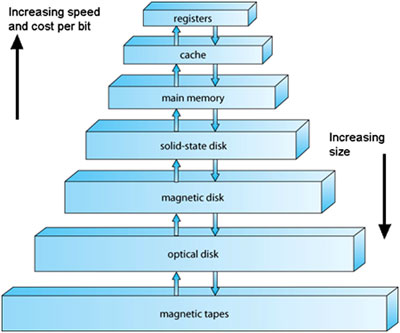 Increasing speed
and cost per bit
registers
cache
main memory
solid-state disk
Increasing
size
magnetic disk
optical disk
magnetic tapes